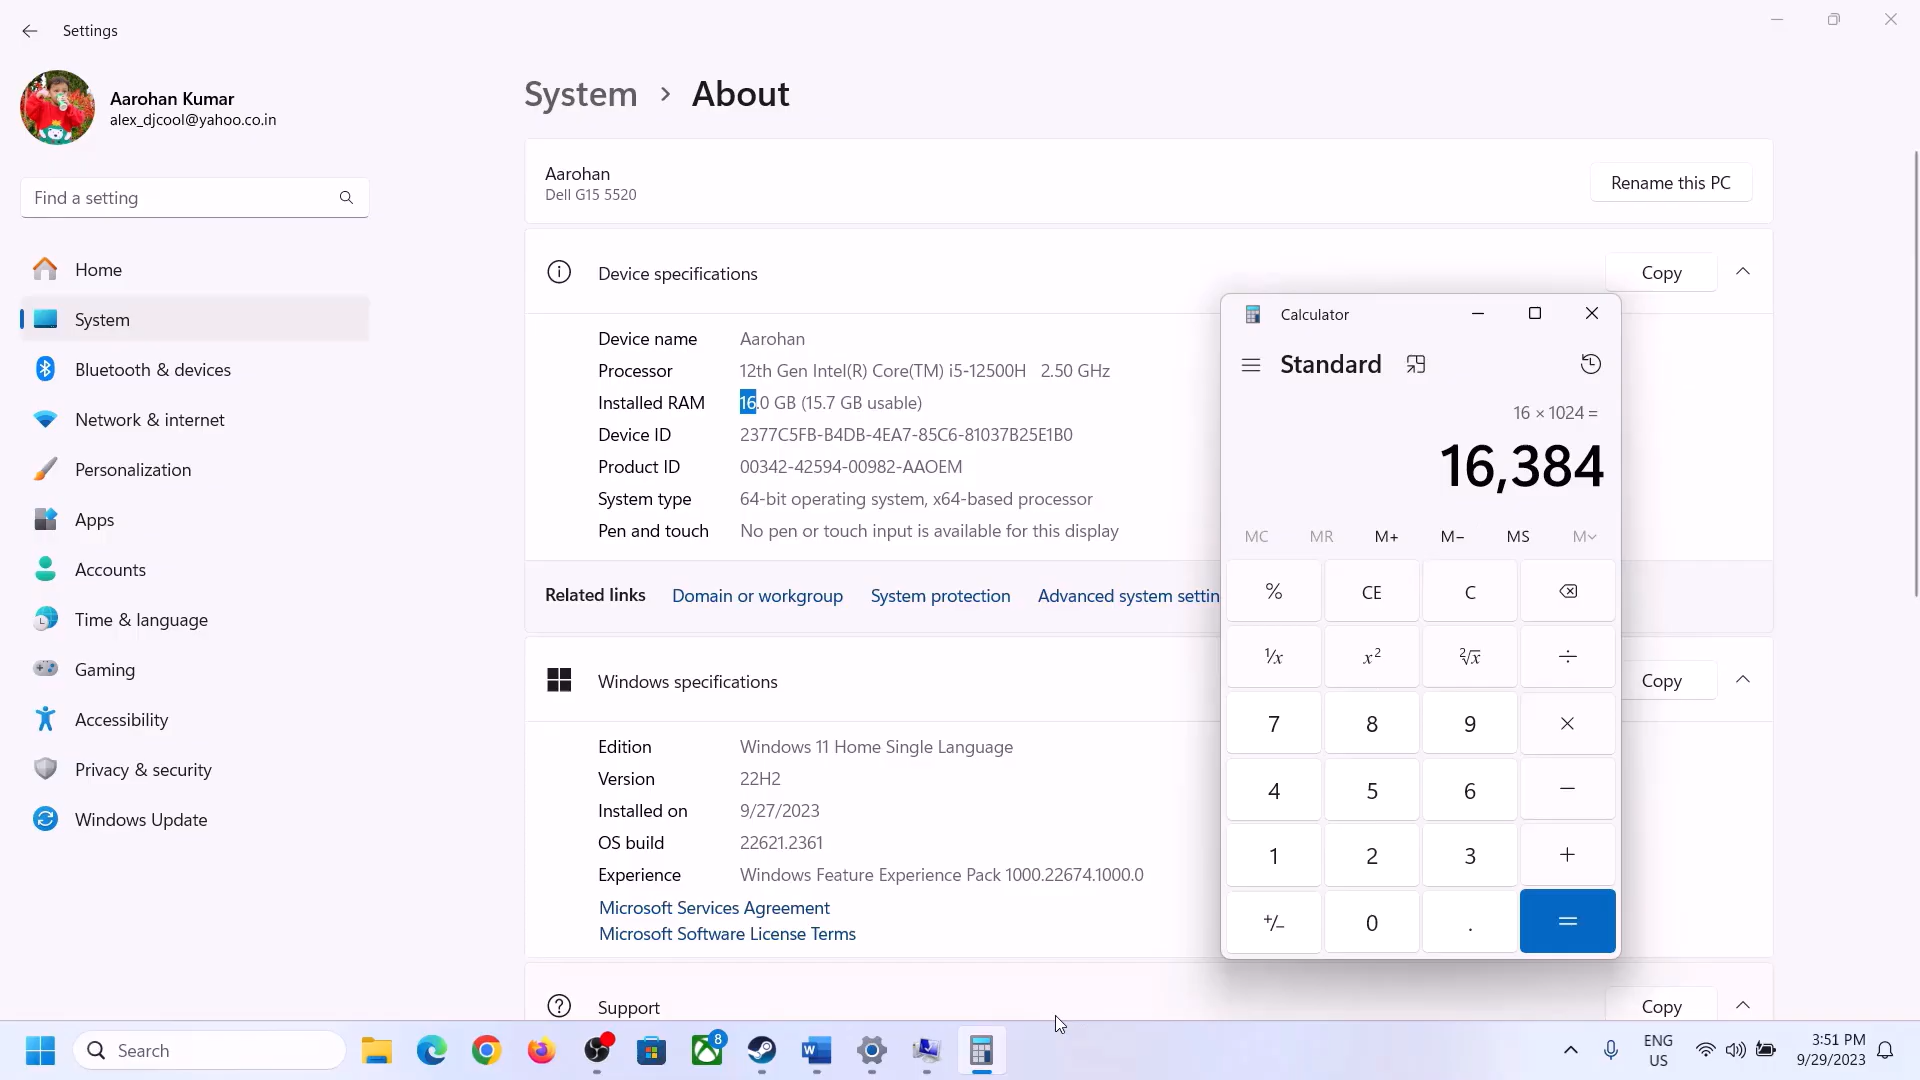 Settings
Aarohan Kumar
alex_djcool@yahoo.co.in
Find a setting
Home
System
Bluetooth & devices
Network & internet
Personalization
Apps
Accounts
Time & language
Gaming
Accessibility
Privacy & security
Windows Update
System > About
Aarohan
Dell G15 5520
Rename this PC
Device specifications
Copy
Device name Aarohan
Processor 12th Gen Intel(R) Core(TM) i5-12500H 2.50 GHz
Installed RAM 16.0 GB (15.7 GB usable)
Device ID 2377C5FB-B4DB-4EA7-85C6-81037B25E1B0
Product ID 00342-42594-00982-AAOEM
System type 64-bit operating system, x64-based processor
Pen and touch No pen or touch input is available for this display
Related links Domain or workgroup System protection Advanced system settin
Windows specifications
Copy
Edition Windows 11 Home Single Language
Version 22H2
Installed on 9/27/2023
OS build 22621.2361
Experience Windows Feature Experience Pack 1000.22674.1000.0
Microsoft Services Agreement
Microsoft Software License Terms
Support
Copy
Calculator
Standard
16 × 1024 =
16,384
MC MR M+ M− MS M
% CE C
¹/x x² ²√x ÷
7 8 9 ×
4 5 6 −
1 2 3 +
+/− 0 . =
Search
8
ENG
US
3:51 PM
9/29/2023